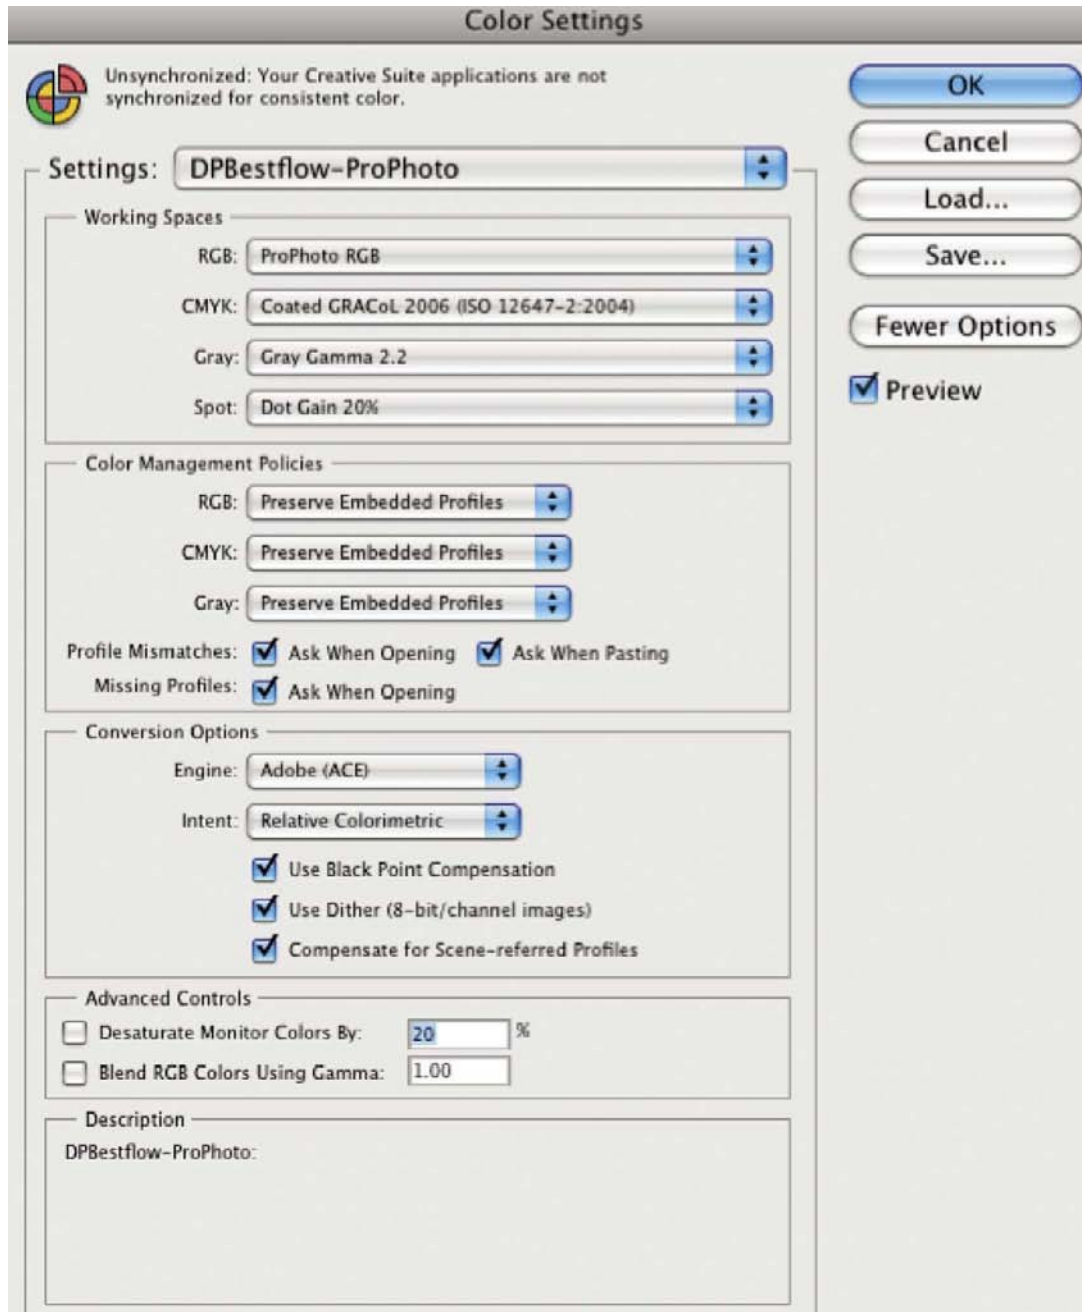 Color Settings
Unsynchronized: Your Creative Suite applications are not
synchronized for consistent color.
OK
Cancel
Load...
Save...
Fewer Options
Preview
Settings: DPBestflow-ProPhoto
Working Spaces
RGB: ProPhoto RGB
CMYK: Coated GRACoL 2006 (ISO 12647-2:2004)
Gray: Gray Gamma 2.2
Spot: Dot Gain 20%
Color Management Policies
RGB: Preserve Embedded Profiles
CMYK: Preserve Embedded Profiles
Gray: Preserve Embedded Profiles
Profile Mismatches: Ask When Opening Ask When Pasting
Missing Profiles: Ask When Opening
Conversion Options
Engine: Adobe (ACE)
Intent: Relative Colorimetric
Use Black Point Compensation
Use Dither (8-bit/channel images)
Compensate for Scene-referred Profiles
Advanced Controls
Desaturate Monitor Colors By: 20 %
Blend RGB Colors Using Gamma: 1.00
Description
DPBestflow-ProPhoto: